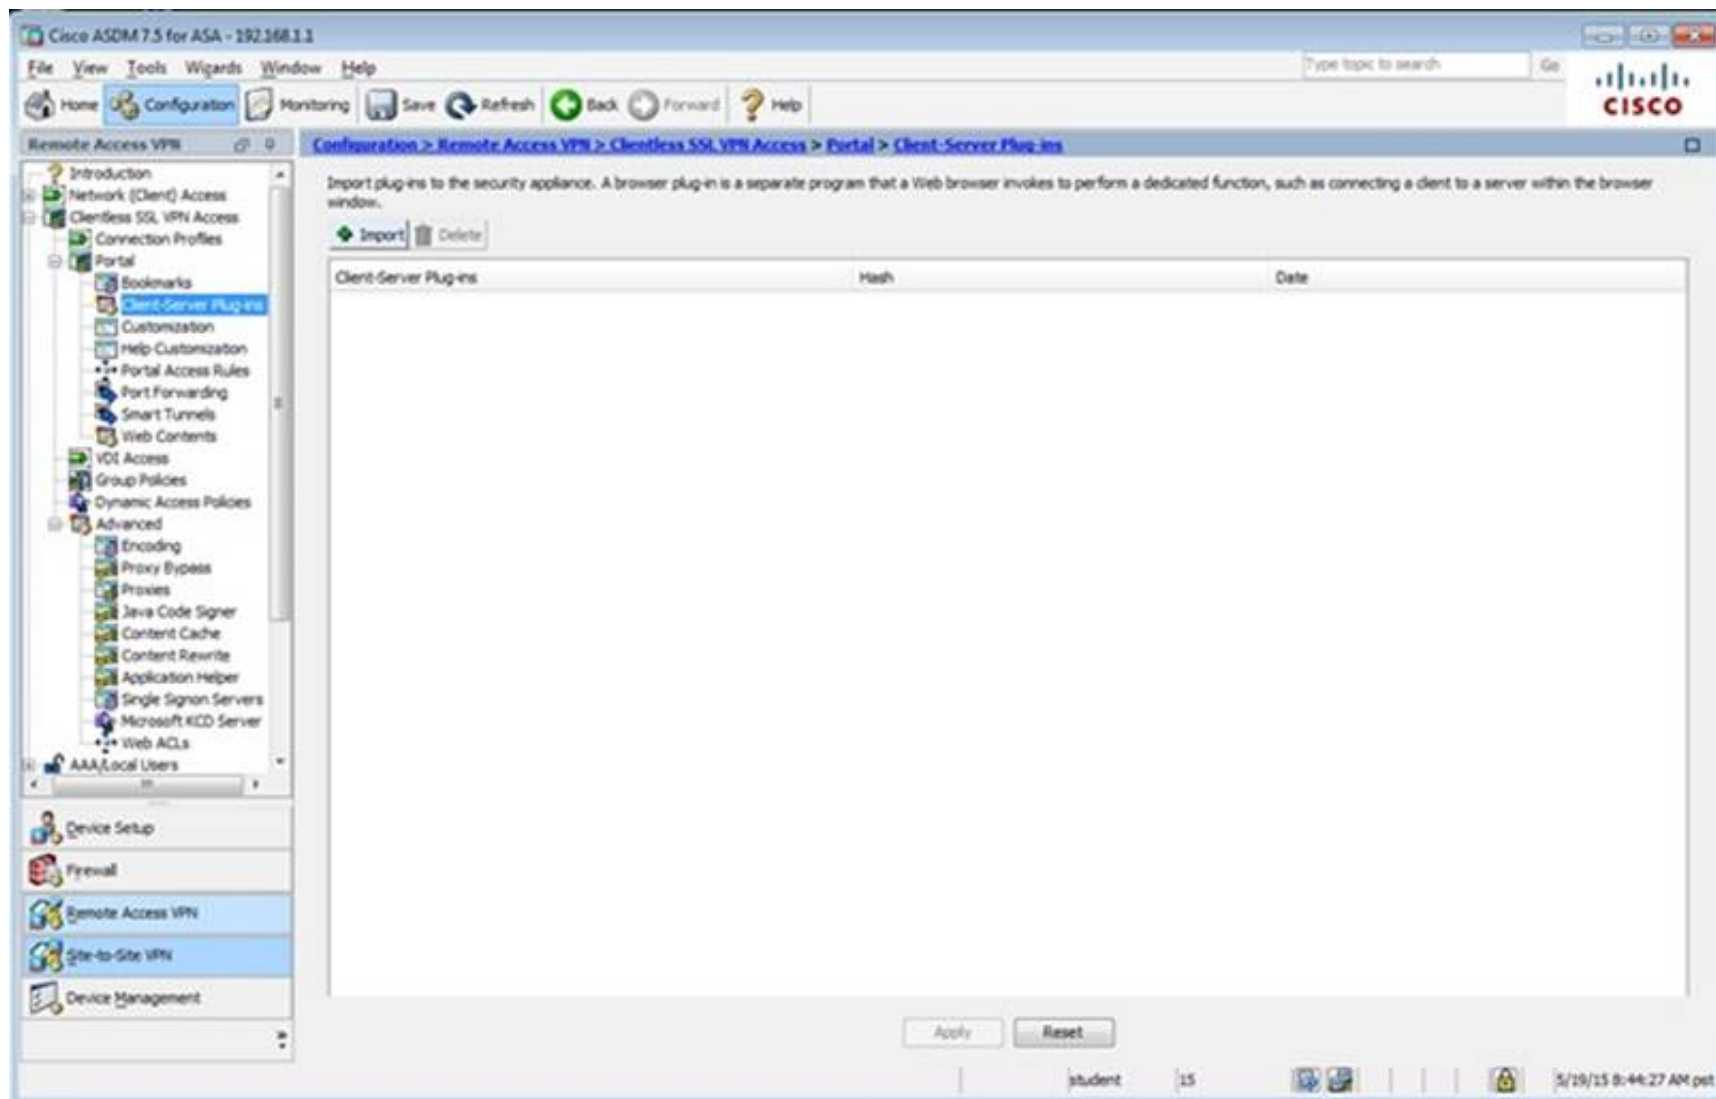 Cisco ASDM 7.5 for ASA - 192.168.1.1
File View Tools Wizards Window Help
Type topic to search
Go
Home Configuration Monitoring Save Refresh Back Forward Help
CISCO
Remote Access VPN
Configuration > Remote Access VPN > Clientless SSL VPN Access > Portal > Client-Server Plug-ins
Introduction
Network (Client) Access
Clientless SSL VPN Access
Connection Profiles
Portal
Bookmarks
Client-Server Plug-ins
Customization
Help Customization
Portal Access Rules
Port Forwarding
Smart Tunnels
Web Contents
VDI Access
Group Policies
Dynamic Access Policies
Advanced
Encoding
Proxy Bypass
Proxies
Java Code Signer
Content Cache
Content Rewrite
Application Helper
Single Signon Servers
Microsoft KCD Server
Web ACLs
AAA/Local Users
Device Setup
Firewall
Remote Access VPN
Site-to-Site VPN
Device Management
Import plug-ins to the security appliance. A browser plug-in is a separate program that a Web browser invokes to perform a dedicated function, such as connecting a client to a server within the browser
window.
Import Delete
Client-Server Plug-ins Hash Date
Apply Reset
student 15 5/19/15 8:44:27 AM pst